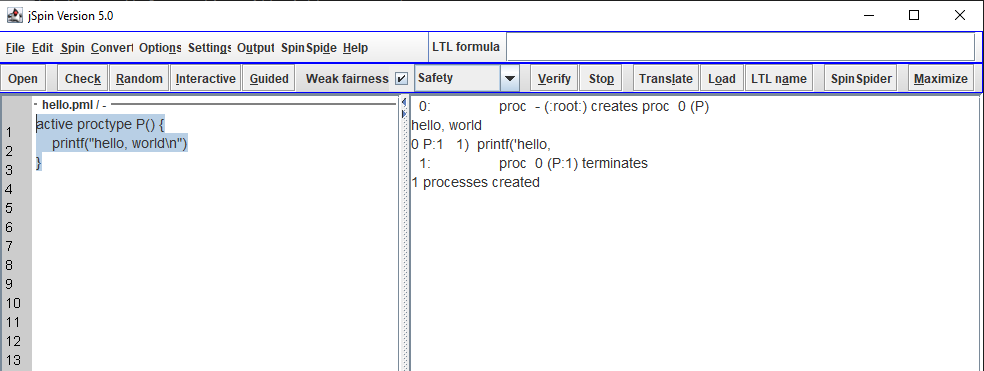 jSpin Version 5.0
File Edit Spin Convert Options Settings Output SpinSpider Help LTL formula
Open Check Random Interactive Guided Weak fairness Safety Verify Stop Translate Load LTL name SpinSpider Maximize
hello.pml / -
1 active proctype P() {
2 printf("hello, world\n")
3 }
4
5
6
7
8
9
10
11
12
13
0: proc - (:root:) creates proc 0 (P)
hello, world
0 P:1 1) printf('hello,
1: proc 0 (P:1) terminates
1 processes created